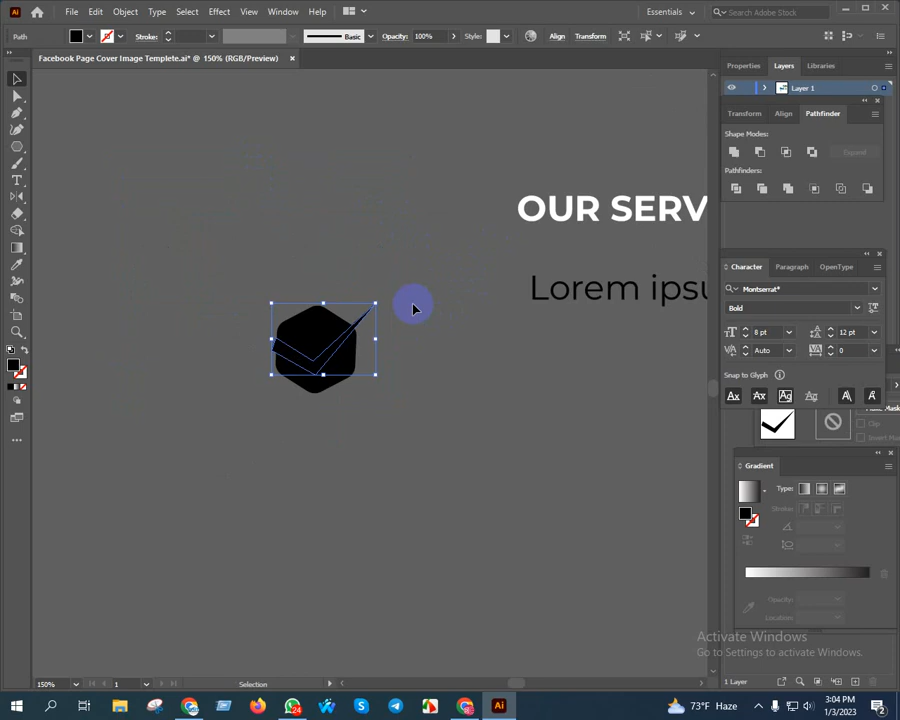 Ai File Edit Object Type Select Effect View Window Help Essentials Search Adobe Stock
Path Stroke: Basic Opacity: 100% Style: Align Transform
Facebook Page Cover Image Templete.ai* @ 150% (RGB/Preview) ×
Properties Layers Libraries
Layer 1
Transform Align Pathfinder
Shape Modes:
Expand
Pathfinders:
OUR SERV
Lorem ipsu
Character Paragraph OpenType
Montserrat*
Bold
8 pt 12 pt
Auto 0
Snap to Glyph
Clip
Invert Mas
Gradient
Type:
Stroke:
Opacity:
Location:
Activate Windows
Go to Settings to activate Windows.
150% 1 Selection 1 Layer
73°F Haze 3:04 PM
1/3/2023 2